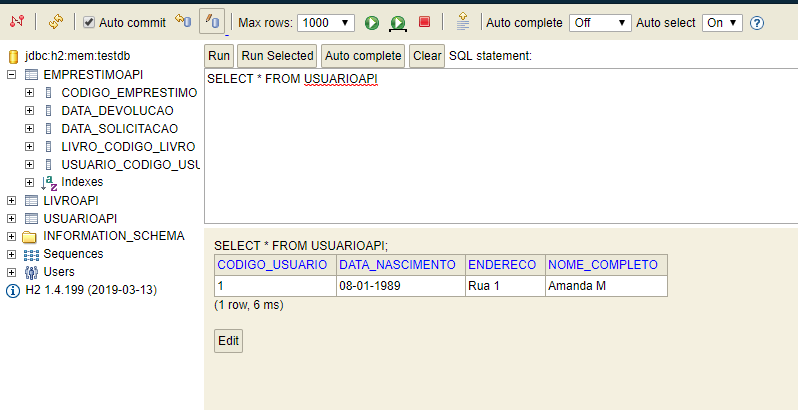 Auto commit Max rows: 1000 Auto complete Off Auto select On ?
jdbc:h2:mem:testdb
EMPRESTIMOAPI
CODIGO_EMPRESTIMO
DATA_DEVOLUCAO
DATA_SOLICITACAO
LIVRO_CODIGO_LIVRO
USUARIO_CODIGO_USU
Indexes
LIVROAPI
USUARIOAPI
INFORMATION_SCHEMA
Sequences
Users
H2 1.4.199 (2019-03-13)
Run Run Selected Auto complete Clear SQL statement:
SELECT * FROM USUARIOAPI
SELECT * FROM USUARIOAPI;
CODIGO_USUARIO DATA_NASCIMENTO ENDERECO NOME_COMPLETO
1 08-01-1989 Rua 1 Amanda M
(1 row, 6 ms)
Edit